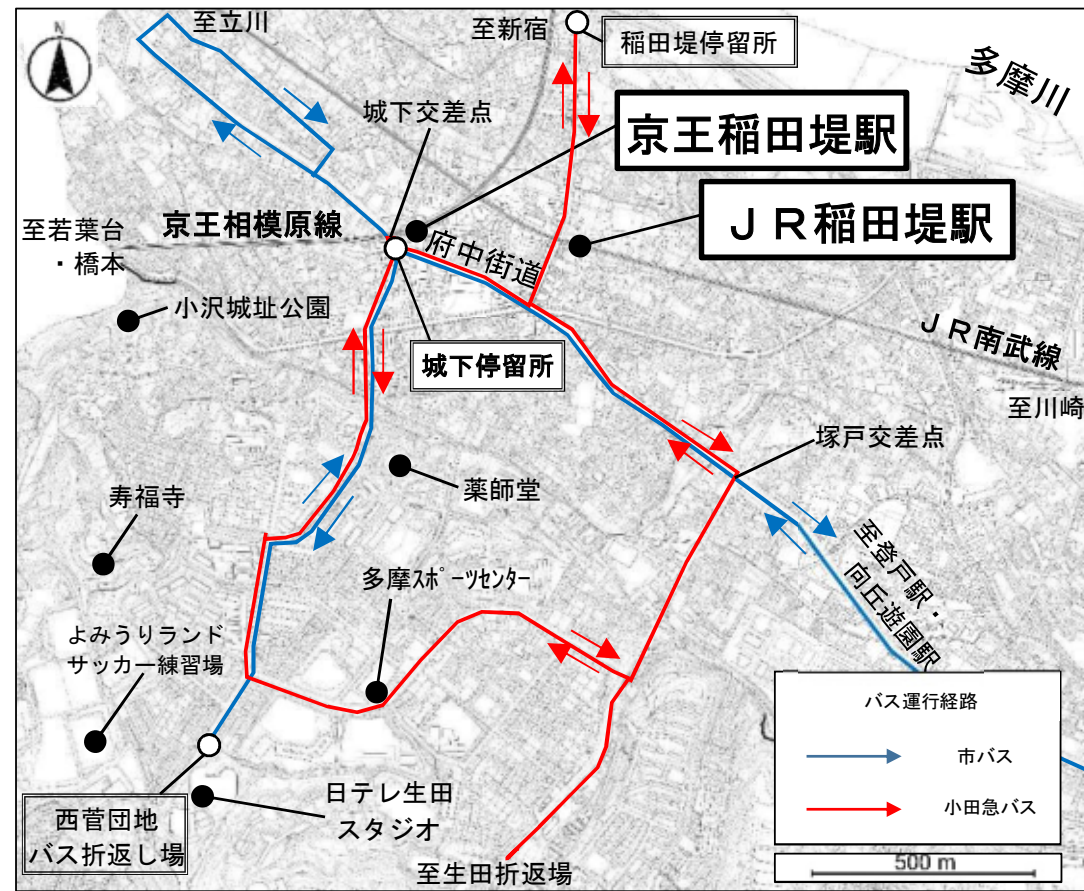 N
至立川
至新宿
稲田堤停留所
多摩川
城下交差点
京王稲田堤駅
京王相模原線
至若葉台
・橋本
府中街道
JR稲田堤駅
小沢城址公園
城下停留所
JR南武線
至川崎
塚戸交差点
薬師堂
寿福寺
多摩スポーツセンター
至登戸駅・
向丘遊園駅
よみうりランド
サッカー練習場
バス運行経路
市バス
小田急バス
西菅団地
バス折返し場
日テレ生田
スタジオ
至生田折返場
500 m